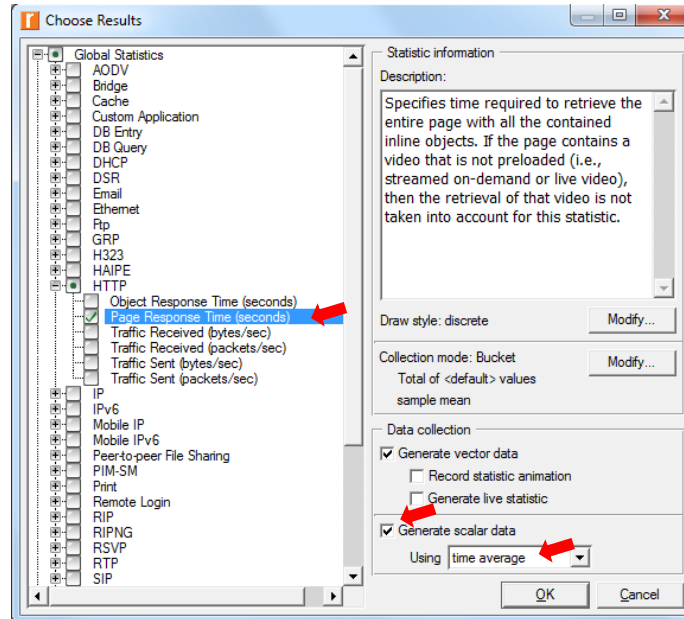 Choose Results
Global Statistics
AODV
Bridge
Cache
Custom Application
DB Entry
DB Query
DHCP
DSR
Email
Ethernet
Ftp
GRP
H323
HAIPE
HTTP
Object Response Time (seconds)
Page Response Time (seconds)
Traffic Received (bytes/sec)
Traffic Received (packets/sec)
Traffic Sent (bytes/sec)
Traffic Sent (packets/sec)
IP
IPv6
Mobile IP
Mobile IPv6
Peer-to-peer File Sharing
PIM-SM
Print
Remote Login
RIP
RIPNG
RSVP
RTP
SIP
Statistic information
Description:
Specifies time required to retrieve the
entire page with all the contained
inline objects. If the page contains a
video that is not preloaded (i.e.,
streamed on-demand or live video),
then the retrieval of that video is not
taken into account for this statistic.
Draw style: discrete
Modify...
Collection mode: Bucket
Modify...
Total of <default> values
sample mean
Data collection
Generate vector data
Record statistic animation
Generate live statistic
Generate scalar data
Using time average
OK
Cancel